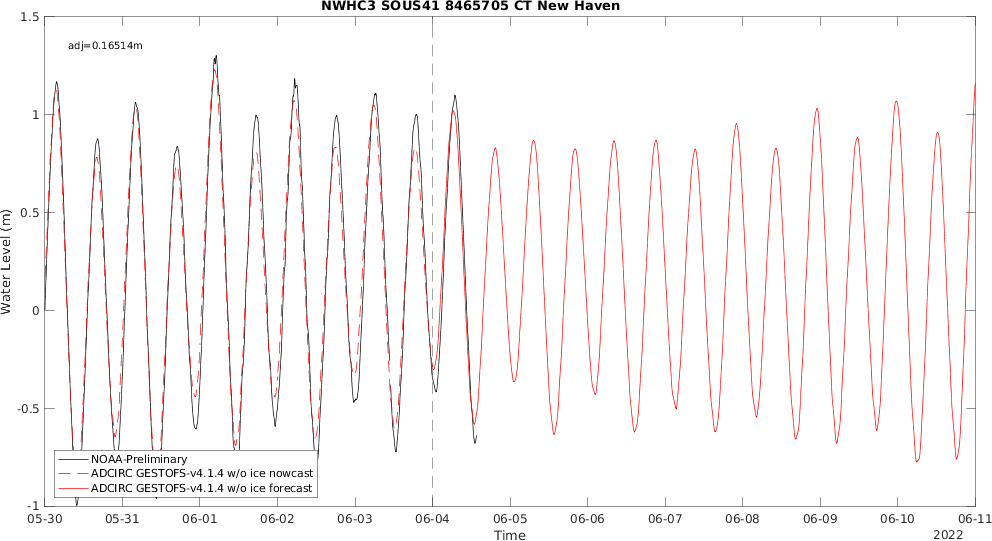 NWHC3 SOUS41 8465705 CT New Haven
1.5
adj=0.16514m
1
0.5
Water Level (m)
0
-0.5
NOAA-Preliminary
ADCIRC GESTOFS-v4.1.4 w/o ice nowcast
ADCIRC GESTOFS-v4.1.4 w/o ice forecast
-1
05-30 05-31 06-01 06-02 06-03 06-04 06-05 06-06 06-07 06-08 06-09 06-10 06-11
Time
2022